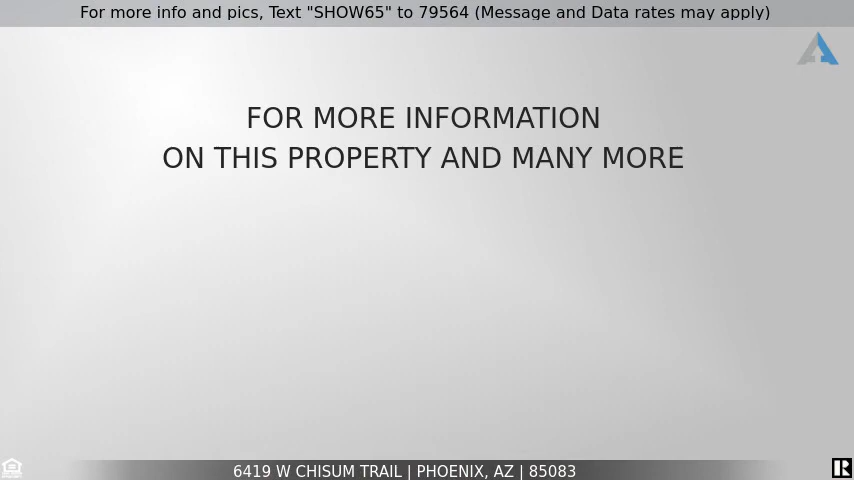 For more info and pics, Text "SHOW65" to 79564 (Message and Data rates may apply)
FOR MORE INFORMATION
ON THIS PROPERTY AND MANY MORE
6419 W CHISUM TRAIL | PHOENIX, AZ | 85083